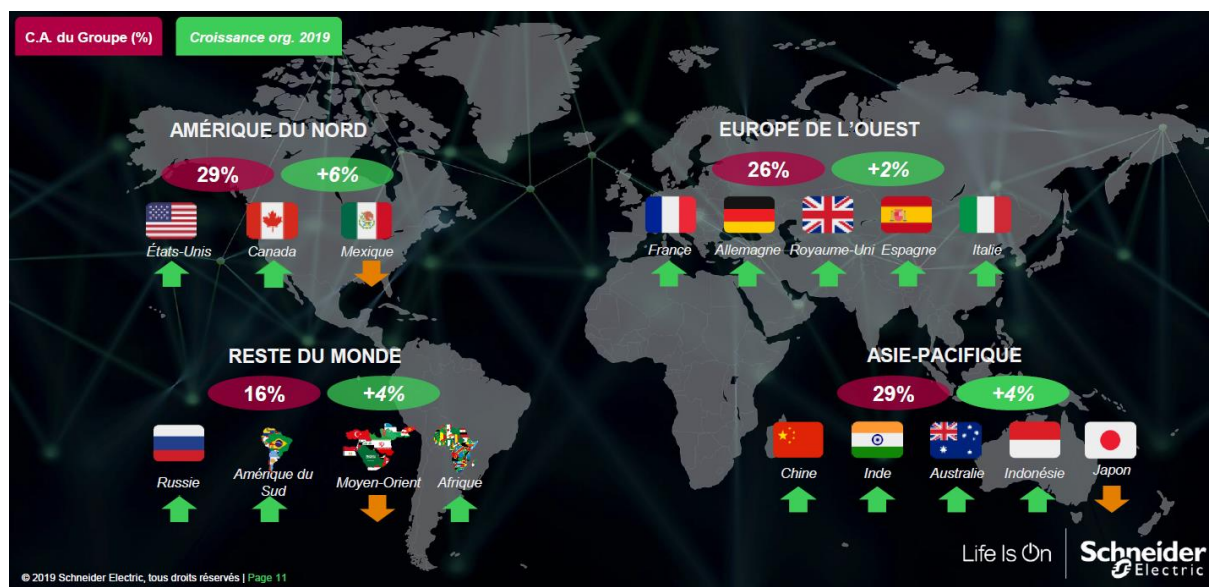 C.A. du Groupe (%)
Croissance org. 2019
AMÉRIQUE DU NORD
29%
+6%
États-Unis
Canada
Mexique
EUROPE DE L'OUEST
26%
+2%
France
Allemagne
Royaume-Uni
Espagne
Italie
RESTE DU MONDE
16%
+4%
Russie
Amérique du
Sud
Moyen-Orient
Afrique
ASIE-PACIFIQUE
29%
+4%
Chine
Inde
Australie
Indonésie
Japon
Life Is On
Schneider
Electric
© 2019 Schneider Electric, tous droits réservés | Page 11